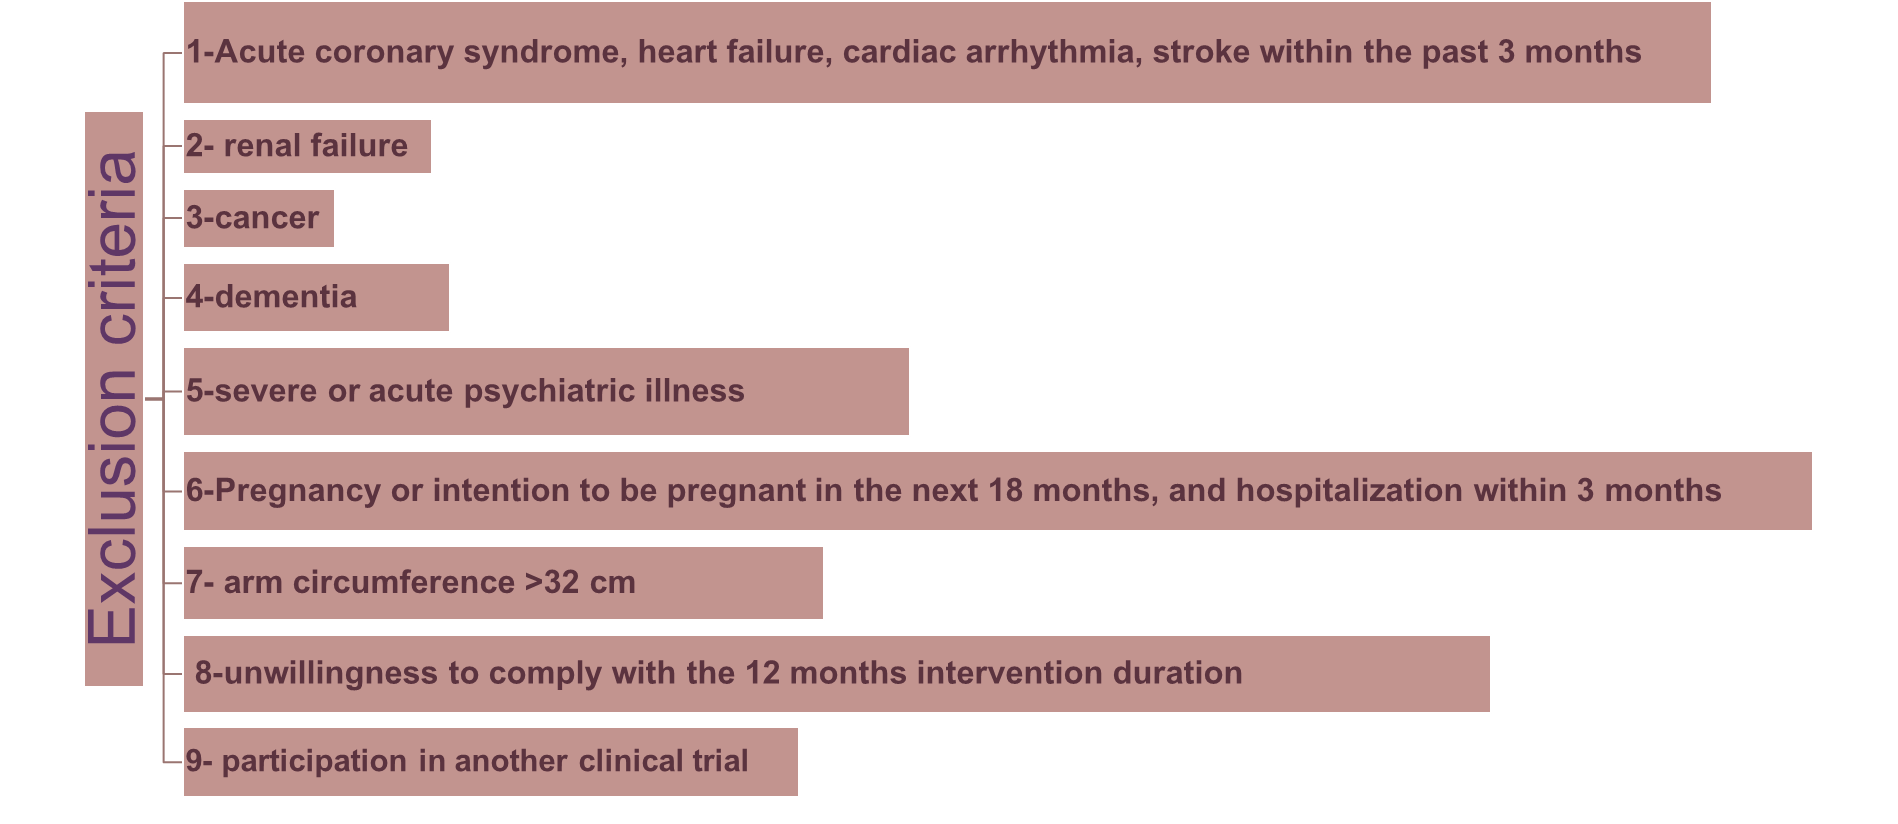 Exclusion criteria
1-Acute coronary syndrome, heart failure, cardiac arrhythmia, stroke within the past 3 months
2- renal failure
3-cancer
4-dementia
5-severe or acute psychiatric illness
6-Pregnancy or intention to be pregnant in the next 18 months, and hospitalization within 3 months
7- arm circumference >32 cm
8-unwillingness to comply with the 12 months intervention duration
9- participation in another clinical trial